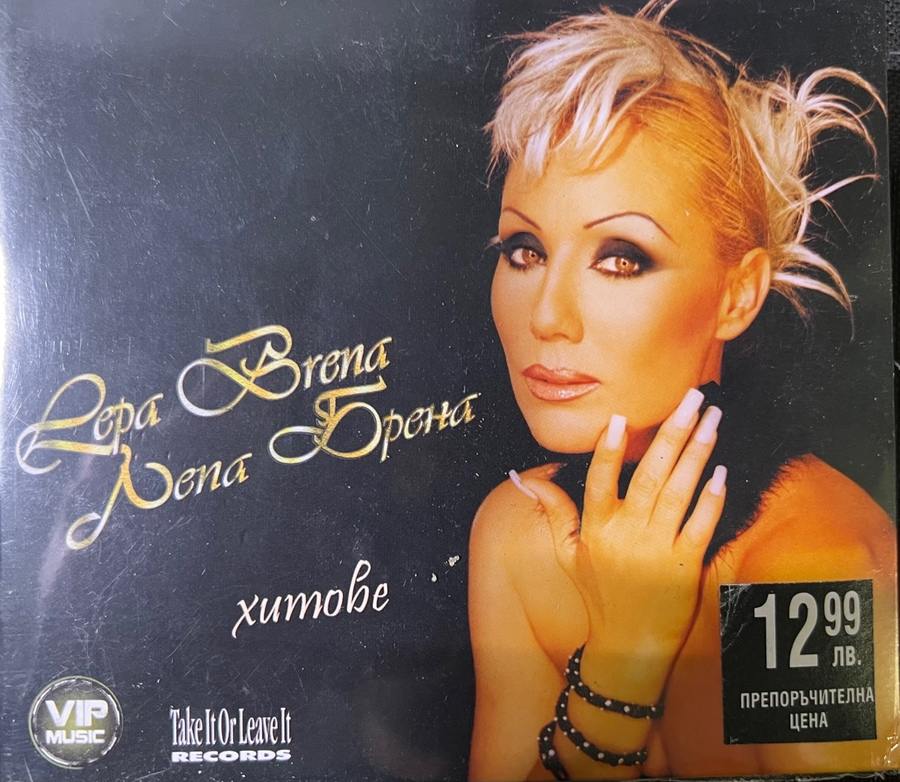 Lepa Brena
Лепа Брена
хитове
VIP
MUSIC
Take It Or Leave It
RECORDS
12 99
ЛВ.
ПРЕПОРЪЧИТЕЛНА
ЦЕНА